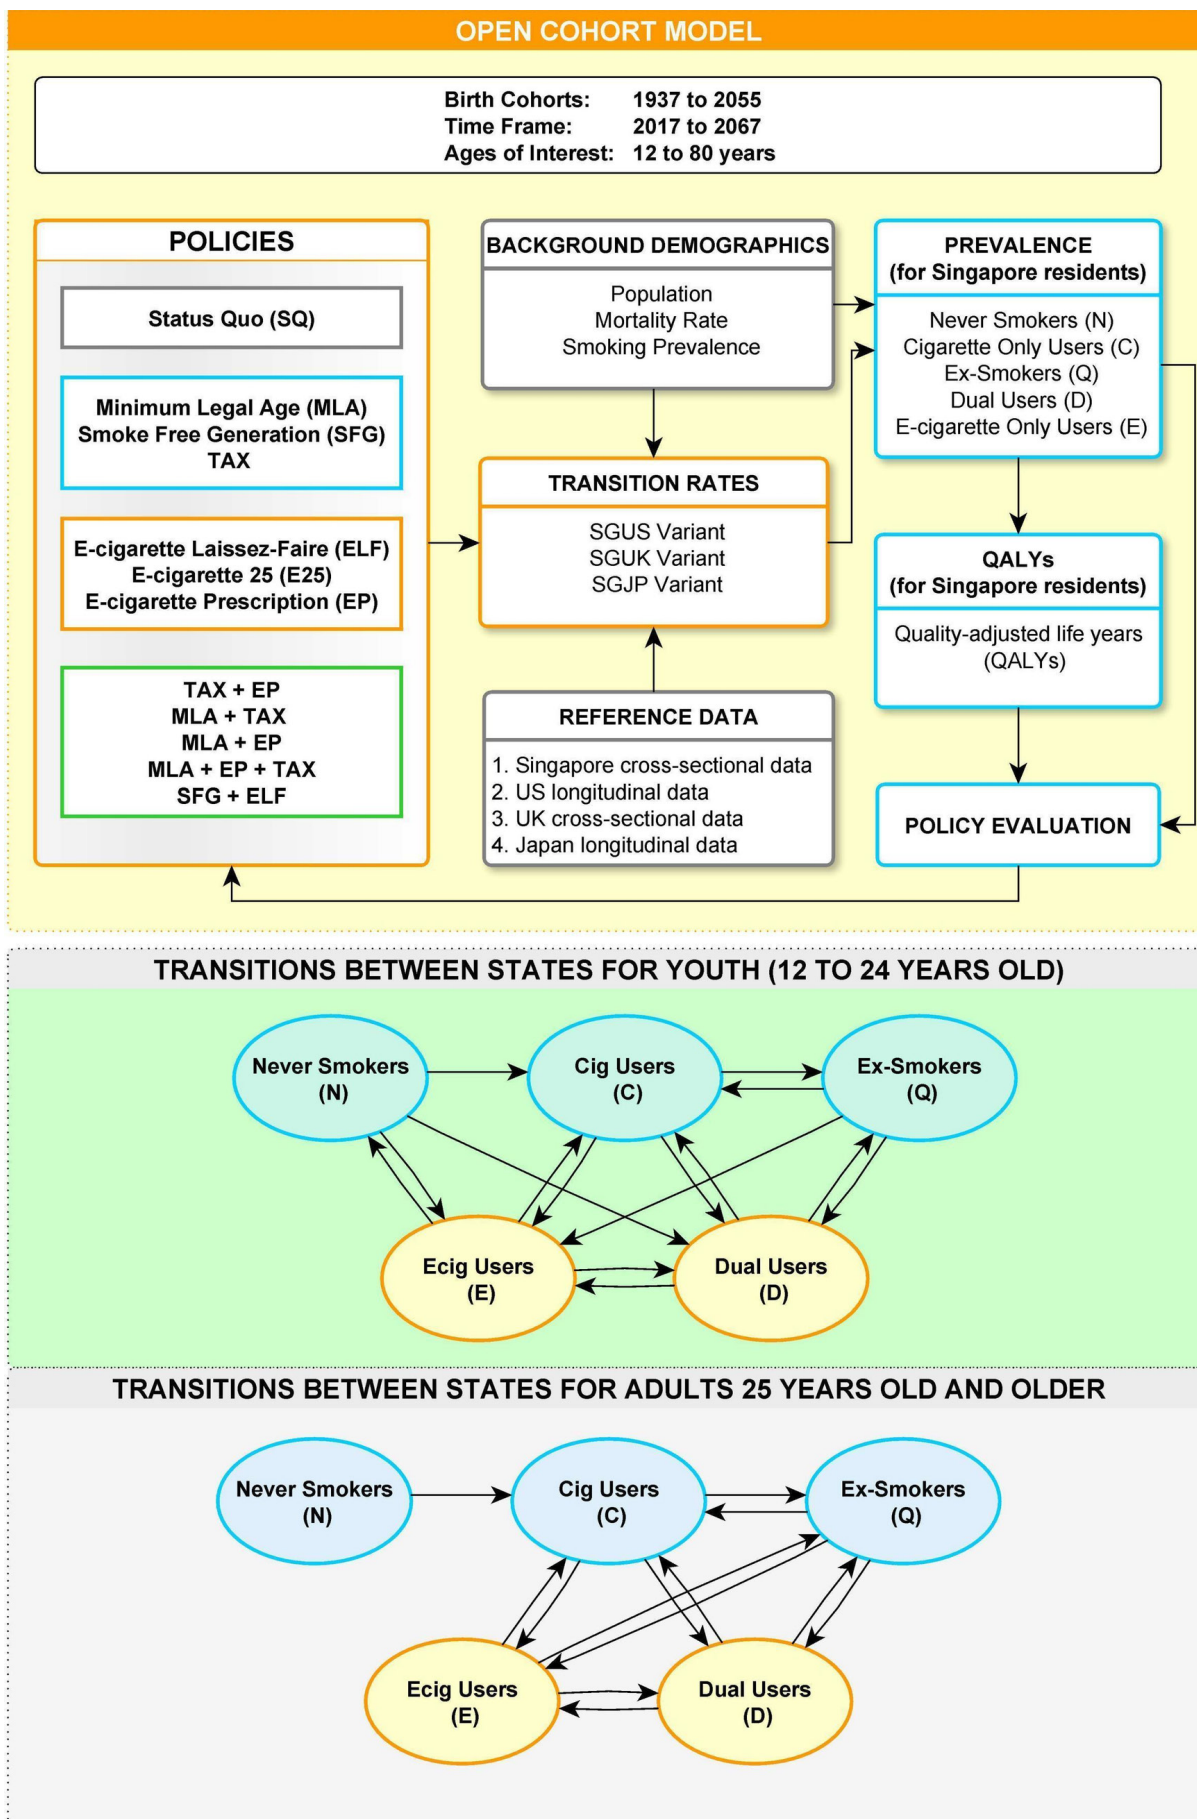 OPEN COHORT MODEL
Birth Cohorts: 1937 to 2055
Time Frame: 2017 to 2067
Ages of Interest: 12 to 80 years
POLICIES
Status Quo (SQ)
Minimum Legal Age (MLA)
Smoke Free Generation (SFG)
TAX
E-cigarette Laissez-Faire (ELF)
E-cigarette 25 (E25)
E-cigarette Prescription (EP)
TAX + EP
MLA + TAX
MLA + EP
MLA + EP + TAX
SFG + ELF
BACKGROUND DEMOGRAPHICS
Population
Mortality Rate
Smoking Prevalence
TRANSITION RATES
SGUS Variant
SGUK Variant
SGJP Variant
REFERENCE DATA
1. Singapore cross-sectional data
2. US longitudinal data
3. UK cross-sectional data
4. Japan longitudinal data
PREVALENCE
(for Singapore residents)
Never Smokers (N)
Cigarette Only Users (C)
Ex-Smokers (Q)
Dual Users (D)
E-cigarette Only Users (E)
QALYs
(for Singapore residents)
Quality-adjusted life years
(QALYs)
POLICY EVALUATION
TRANSITIONS BETWEEN STATES FOR YOUTH (12 TO 24 YEARS OLD)
Never Smokers
(N)
Cig Users
(C)
Ex-Smokers
(Q)
Ecig Users
(E)
Dual Users
(D)
TRANSITIONS BETWEEN STATES FOR ADULTS 25 YEARS OLD AND OLDER
Never Smokers
(N)
Cig Users
(C)
Ex-Smokers
(Q)
Ecig Users
(E)
Dual Users
(D)